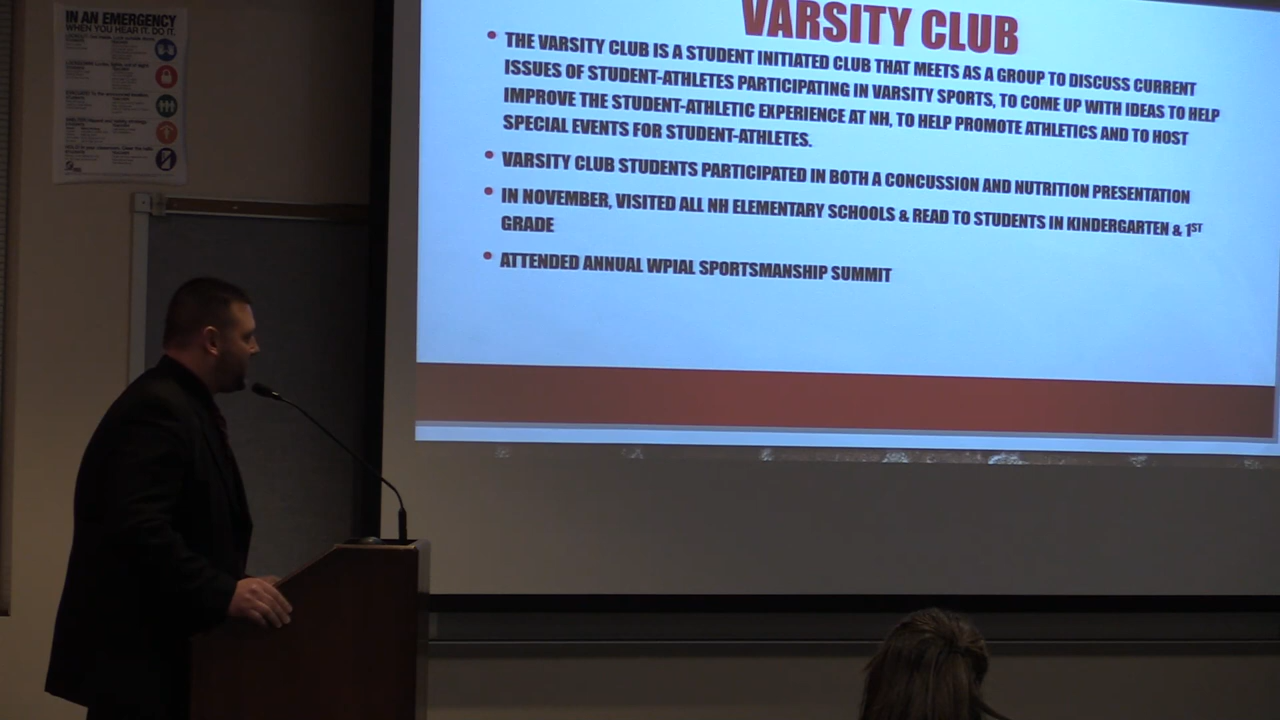 IN AN EMERGENCY
WHEN YOU HEAR IT. DO IT.
VARSITY CLUB
• THE VARSITY CLUB IS A STUDENT INITIATED CLUB THAT MEETS AS A GROUP TO DISCUSS CURRENT
ISSUES OF STUDENT-ATHLETES PARTICIPATING IN VARSITY SPORTS, TO COME UP WITH IDEAS TO HELP
IMPROVE THE STUDENT-ATHLETIC EXPERIENCE AT NH, TO HELP PROMOTE ATHLETICS AND TO HOST
SPECIAL EVENTS FOR STUDENT-ATHLETES.
• VARSITY CLUB STUDENTS PARTICIPATED IN BOTH A CONCUSSION AND NUTRITION PRESENTATION
• IN NOVEMBER, VISITED ALL NH ELEMENTARY SCHOOLS & READ TO STUDENTS IN KINDERGARTEN & 1ST
GRADE
• ATTENDED ANNUAL WPIAL SPORTSMANSHIP SUMMIT